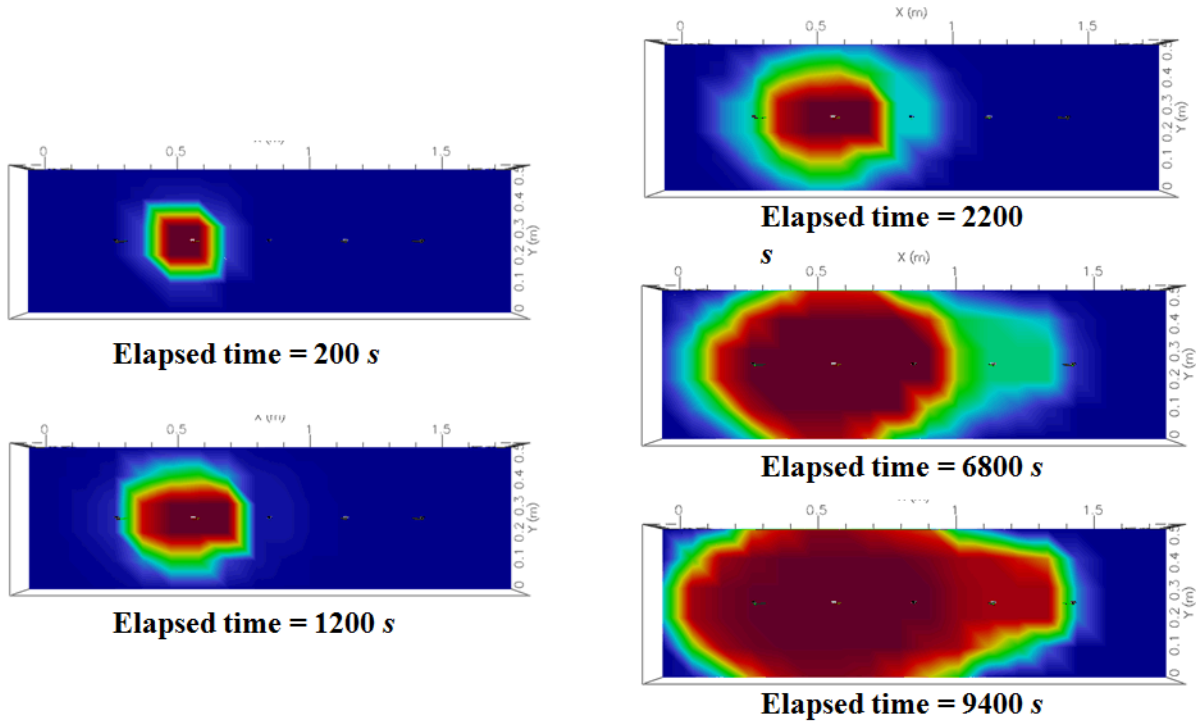 X (m)
0 0.5 1 1.5
0 0.1 0.2 0.3 0.4 0.5
Y (m)
Elapsed time = 200 s
X (m)
0 0.5 1 1.5
0 0.1 0.2 0.3 0.4 0.5
Y (m)
Elapsed time = 1200 s
X (m)
0 0.5 1 1.5
0 0.1 0.2 0.3 0.4 0.5
Y (m)
Elapsed time = 2200
s
X (m)
0 0.5 1 1.5
0 0.1 0.2 0.3 0.4 0.5
Y (m)
Elapsed time = 6800 s
X (m)
0 0.5 1 1.5
0 0.1 0.2 0.3 0.4 0.5
Y (m)
Elapsed time = 9400 s